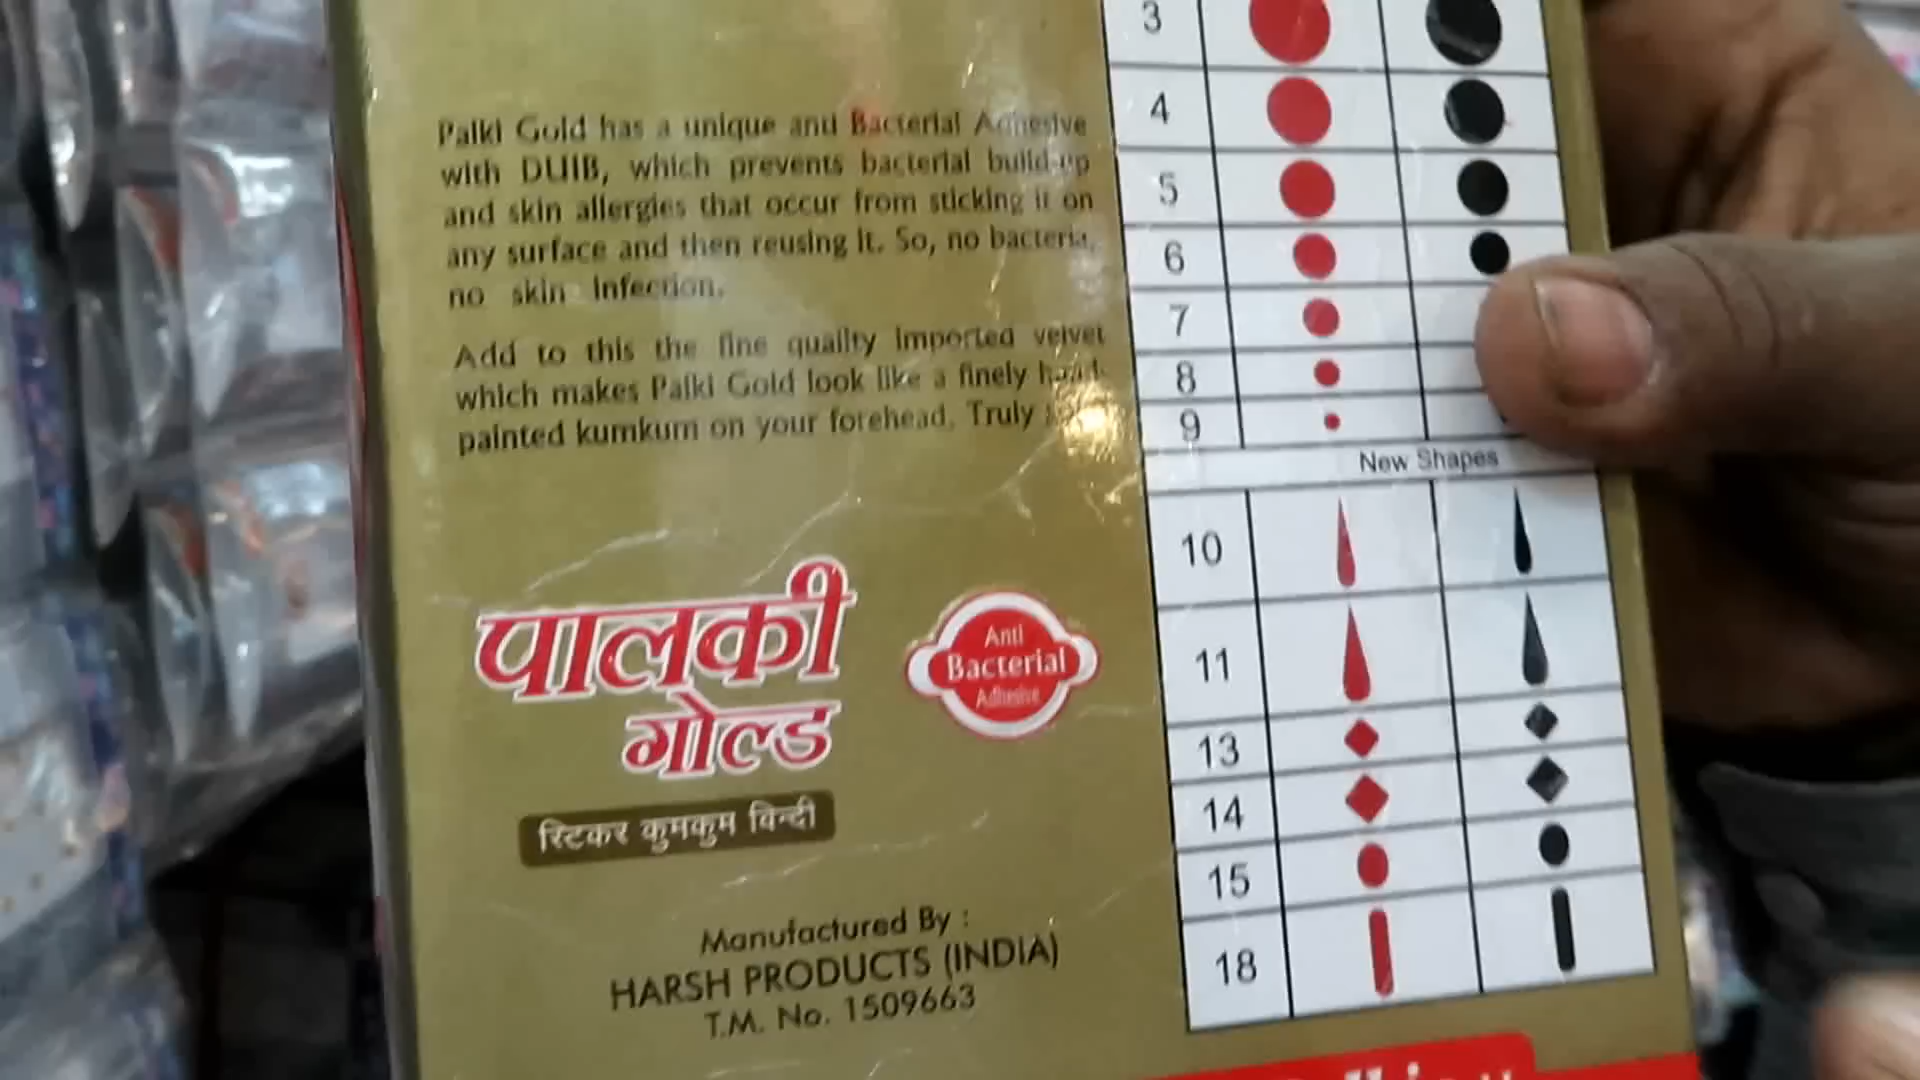 Palki Gold has a unique anti Bacterial Adhesive
with DUIB, which prevents bacterial build-up
and skin allergies that occur from sticking it on
any surface and then reusing it. So, no bacteria,
no skin infection.
Add to this the fine quality imported velvet
which makes Palki Gold look like a finely hand
painted kumkum on your forehead. Truly
पालकी
गोल्ड
Anti
Bacterial
Adhesive
स्टिकर कुमकुम बिन्दी
Manufactured By :
HARSH PRODUCTS (INDIA)
T.M. No. 1509663
3
4
5
6
7
8
9
New Shapes
10
11
13
14
15
18